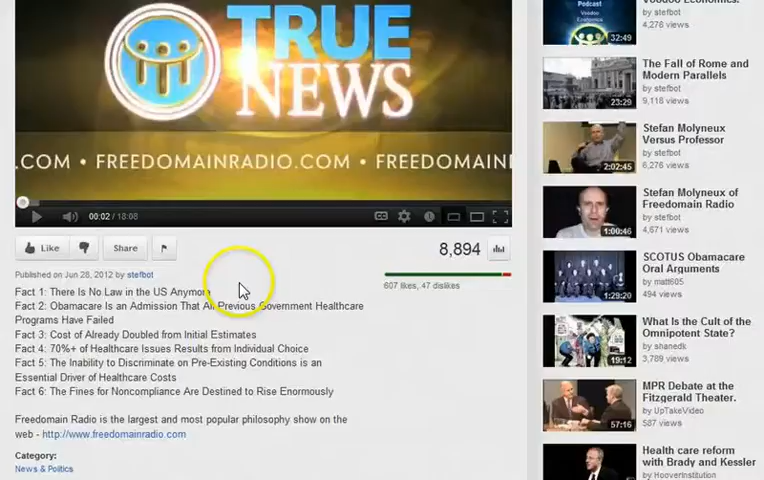 TRUE
NEWS
.COM • FREEDOMAINRADIO.COM • FREEDOMAINI
00:02 / 18:08
CC
Like
Share
8,894
Published on Jun 28, 2012 by stefbot
607 likes, 47 dislikes
Fact 1: There Is No Law in the US Anymore
Fact 2: Obamacare Is an Admission That All Previous Government Healthcare
Programs Have Failed
Fact 3: Cost of Already Doubled from Initial Estimates
Fact 4: 70%+ of Healthcare Issues Results from Individual Choice
Fact 5: The Inability to Discriminate on Pre-Existing Conditions is an
Essential Driver of Healthcare Costs
Fact 6: The Fines for Noncompliance Are Destined to Rise Enormously
Freedomain Radio is the largest and most popular philosophy show on the
web - http://www.freedomainradio.com
Category:
News & Politics
Podcast
Voodoo Economics.
by stefbot
4,276 views
32:49
The Fall of Rome and
Modern Parallels
by stefbot
9,118 views
23:29
Stefan Molyneux
Versus Professor
by stefbot
6,276 views
2:02:45
Stefan Molyneux of
Freedomain Radio
by stefbot
4,671 views
1:00:46
SCOTUS Obamacare
Oral Arguments
by matt605
494 views
1:29:20
What Is the Cult of the
Omnipotent State?
by shanedk
3,789 views
19:12
MPR Debate at the
Fitzgerald Theater.
by UpTakeVideo
587 views
57:16
Health care reform
with Brady and Kessler
by HooverInstitution